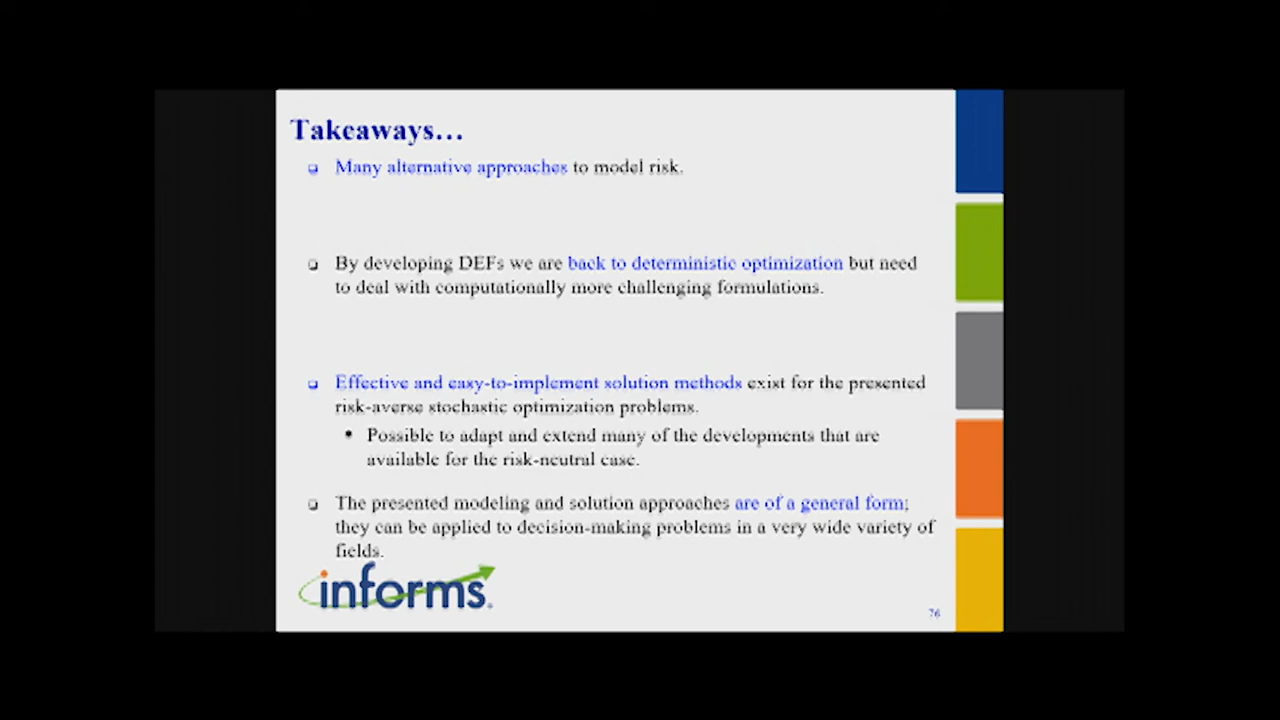 Takeaways...
❑ Many alternative approaches to model risk.
❑ By developing DEFs we are back to deterministic optimization but need
to deal with computationally more challenging formulations.
❑ Effective and easy-to-implement solution methods exist for the presented
risk-averse stochastic optimization problems.
• Possible to adapt and extend many of the developments that are
available for the risk-neutral case.
❑ The presented modeling and solution approaches are of a general form;
they can be applied to decision-making problems in a very wide variety of
fields.
informs.
76